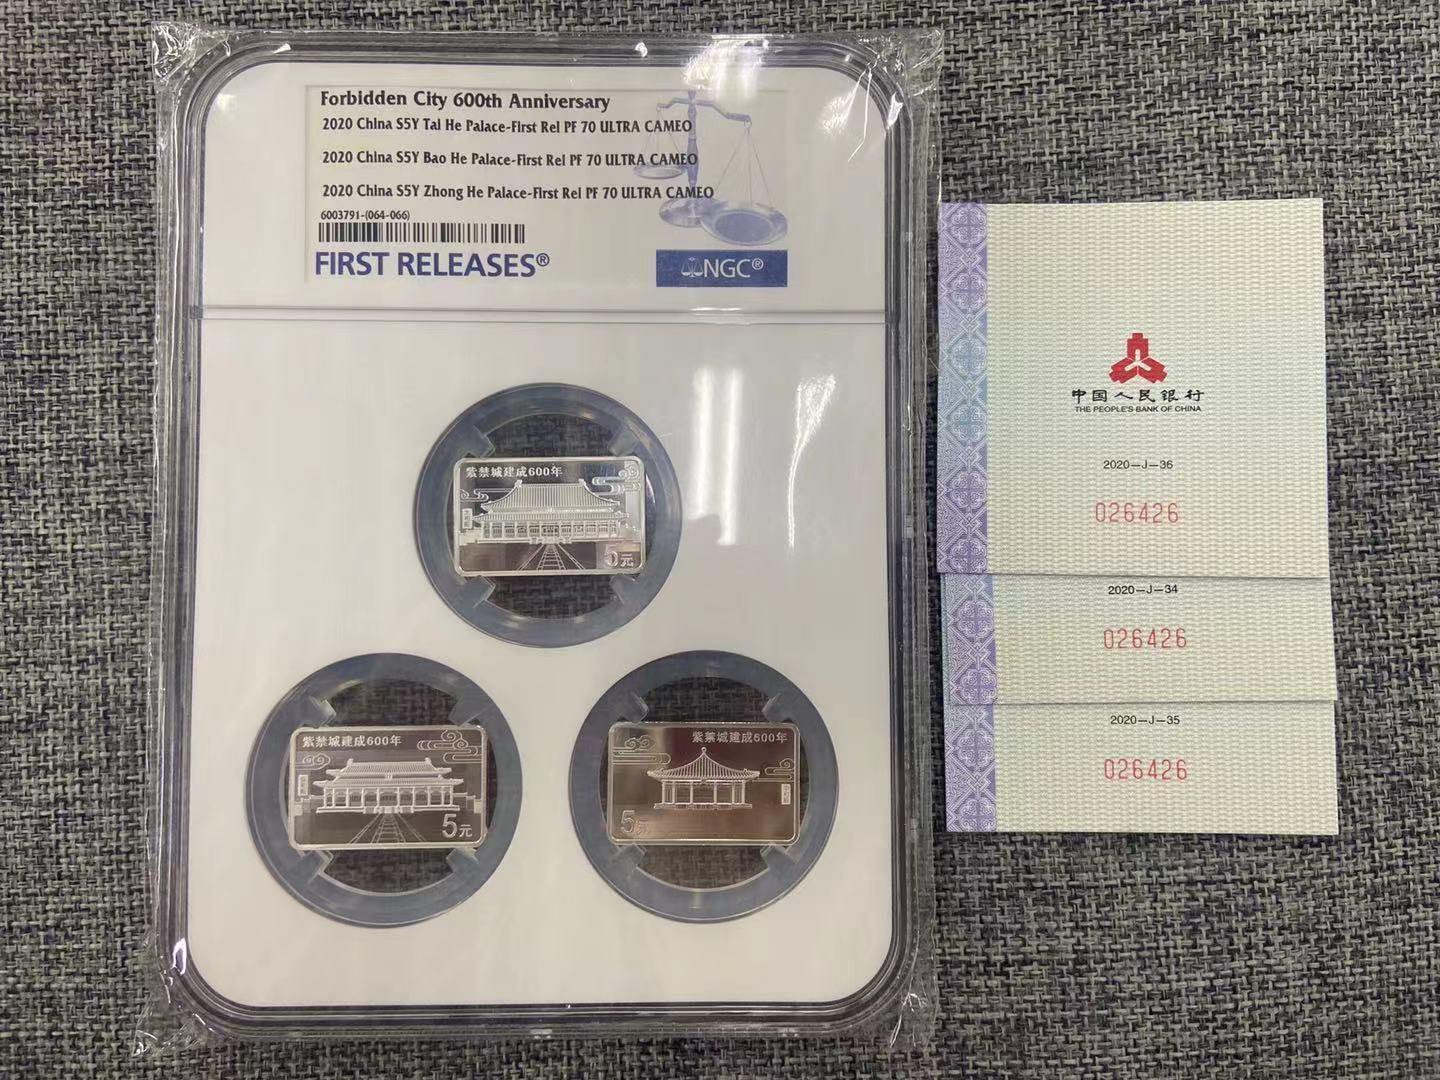 Forbidden City 600th Anniversary
2020 China S5Y Tai He Palace-First Rel PF 70 ULTRA CAMEO
2020 China S5Y Bao He Palace-First Rel PF 70 ULTRA CAMEO
2020 China S5Y Zhong He Palace-First Rel PF 70 ULTRA CAMEO
6003791-(064-066)
FIRST RELEASES®
NGC®
紫禁城建成600年
元
紫禁城建成600年
5元
紫禁城建成600年
5元
中国人民银行
THE PEOPLE'S BANK OF CHINA
2020-J-36
026426
2020-J-34
026426
2020-J-35
026426